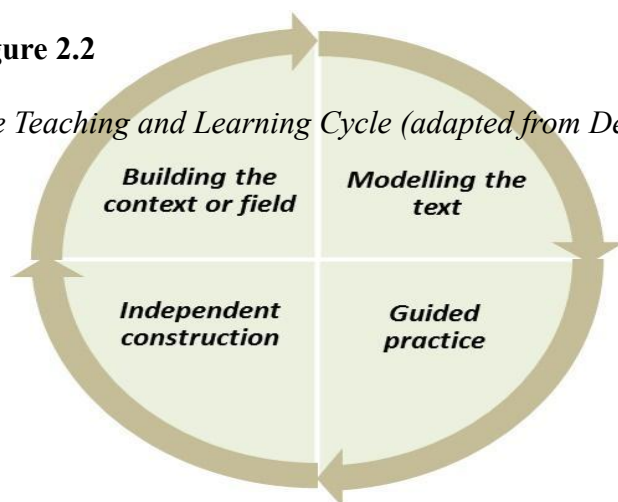 gure 2.2
e Teaching and Learning Cycle (adapted from De
Building the
context or field
Modelling the
text
Independent
construction
Guided
practice